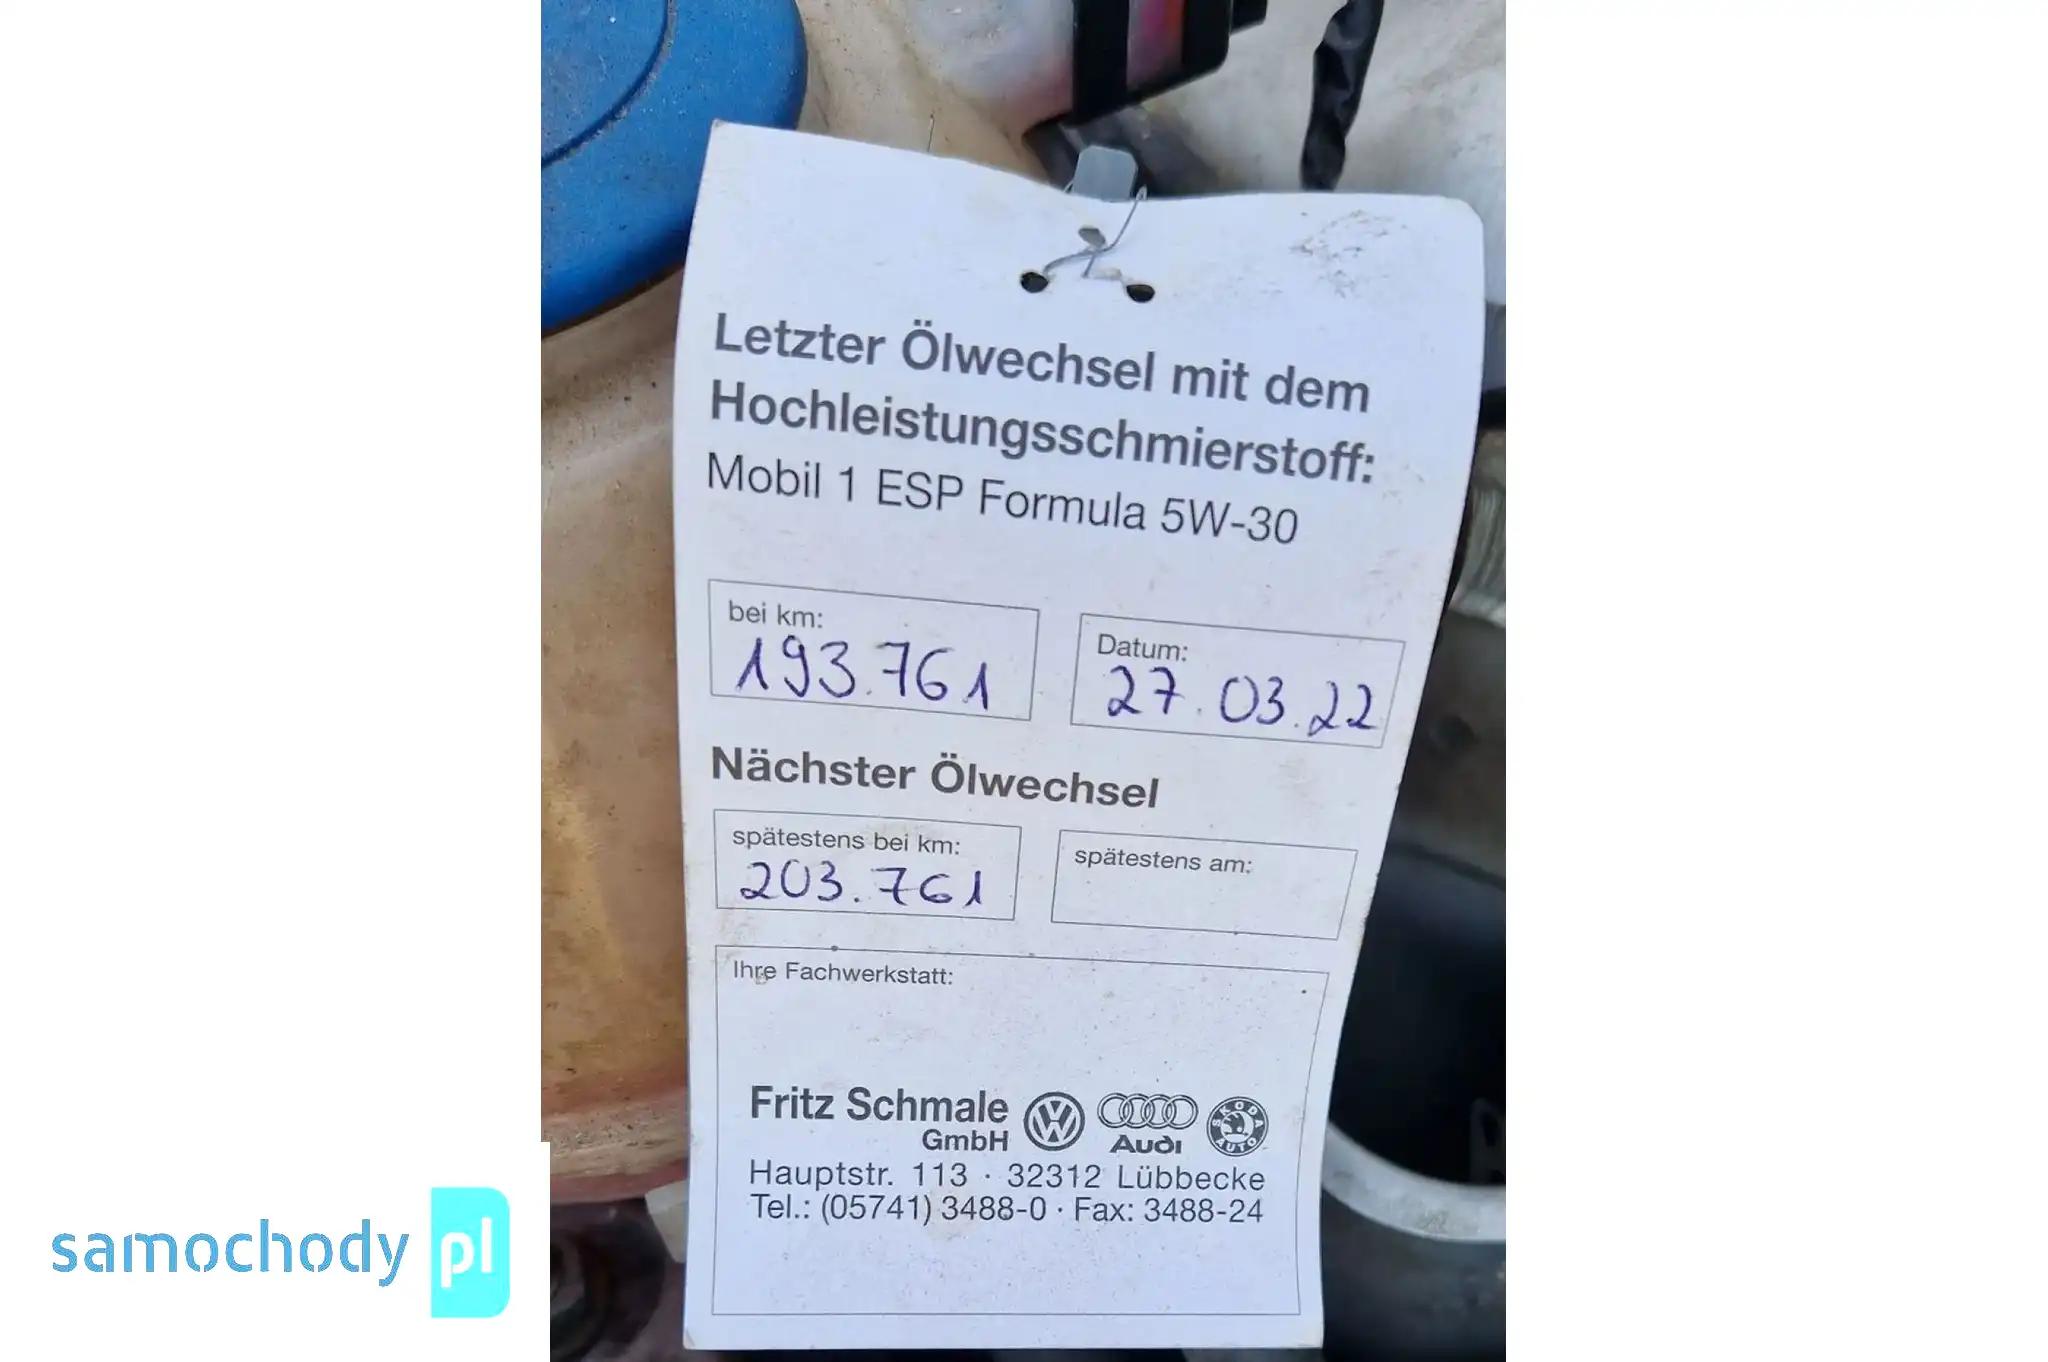 Letzter Ölwechsel mit dem
Hochleistungsschmierstoff:
Mobil 1 ESP Formula 5W-30
bei km:
193.761
Datum:
27.03.22
Nächster Ölwechsel
spätestens bei km:
203.761
spätestens am:
Ihre Fachwerkstatt:
Fritz Schmale
GmbH
Audi
SKODA
AUTO
Hauptstr. 113 · 32312 Lübbecke
Tel.: (05741) 3488-0 · Fax: 3488-24
samochody pl